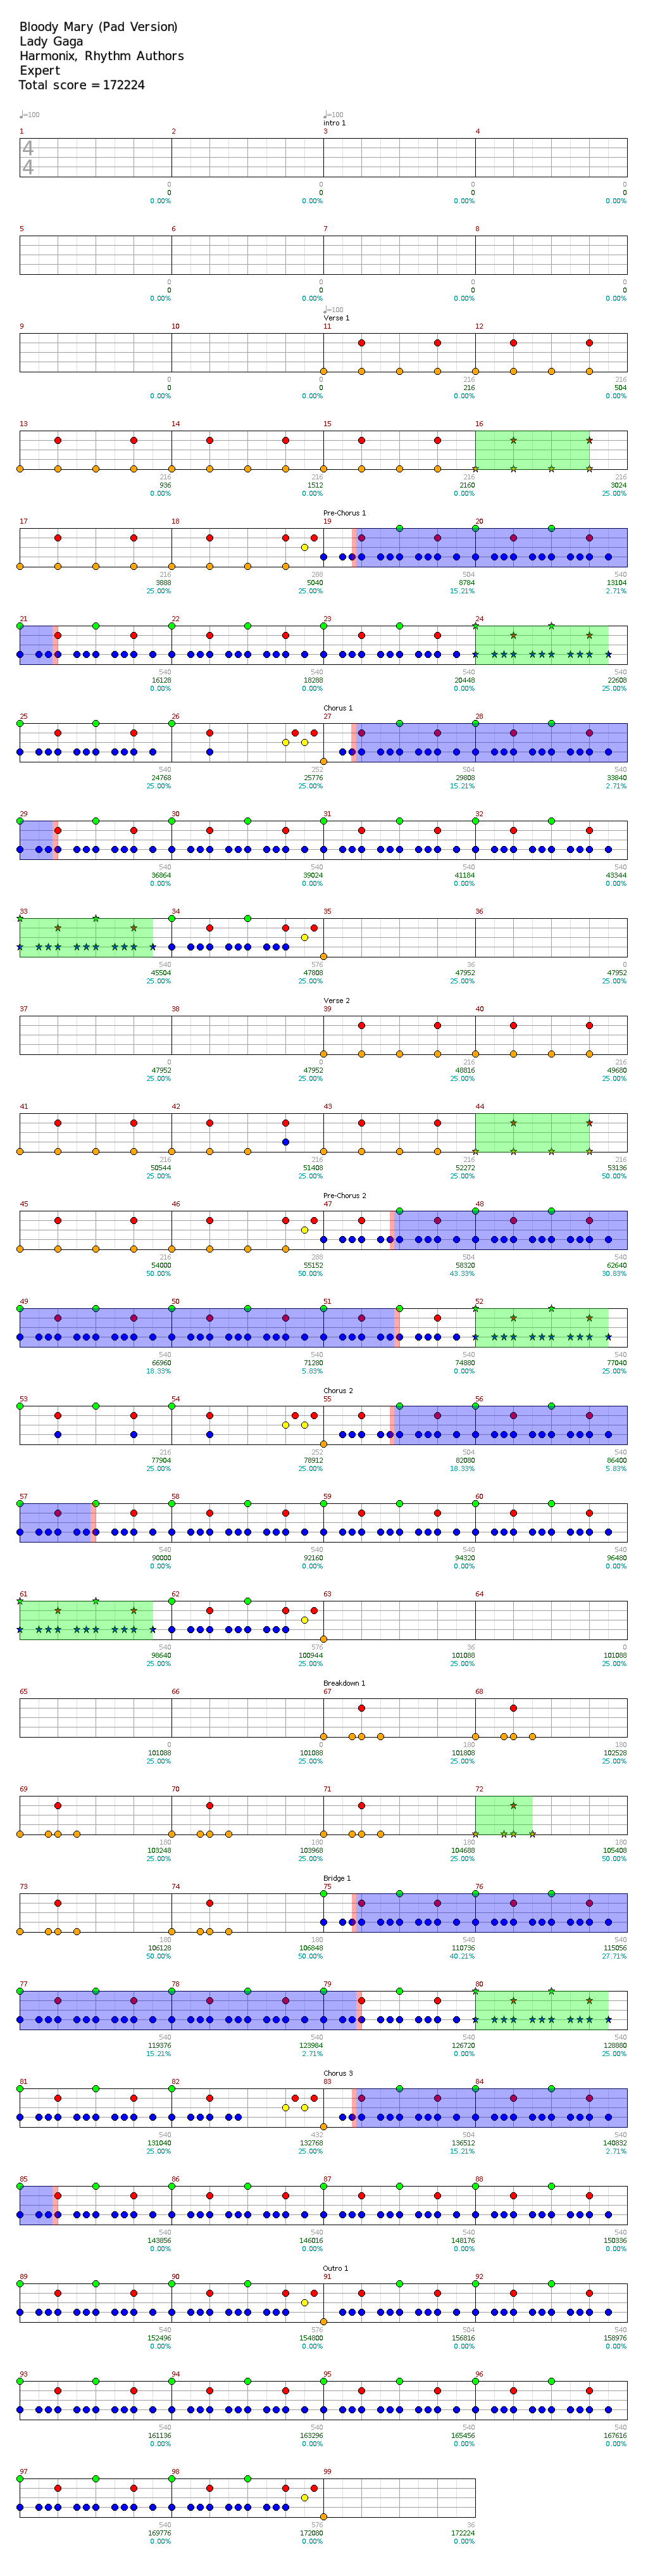 Bloody Mary (Pad Version)
Lady Gaga
Harmonix, Rhythm Authors
Expert
Total score = 172224
♩=100 ♩=100
intro 1
1 2 3 4
4
4
0 0 0 0
0 0 0 0
0.00% 0.00% 0.00% 0.00%
5 6 7 8
0 0 0 0
0 0 0 0
0.00% 0.00% 0.00% 0.00%
♩=100
Verse 1
9 10 11 12
0 0 216 216
0 0 216 504
0.00% 0.00% 0.00% 0.00%
13 14 15 16
216 216 216 216
936 1512 2160 3024
0.00% 0.00% 0.00% 25.00%
Pre-Chorus 1
17 18 19 20
216 288 504 540
3888 5040 8784 13104
25.00% 25.00% 15.21% 2.71%
21 22 23 24
540 540 540 540
16128 18288 20448 22608
0.00% 0.00% 0.00% 25.00%
Chorus 1
25 26 27 28
540 252 504 540
24768 25776 29808 33840
25.00% 25.00% 15.21% 2.71%
29 30 31 32
540 540 540 540
36864 39024 41184 43344
0.00% 0.00% 0.00% 0.00%
33 34 35 36
540 576 36 0
45504 47808 47952 47952
25.00% 25.00% 25.00% 25.00%
Verse 2
37 38 39 40
0 0 216 216
47952 47952 48816 49680
25.00% 25.00% 25.00% 25.00%
41 42 43 44
216 216 216 216
50544 51408 52272 53136
25.00% 25.00% 25.00% 50.00%
Pre-Chorus 2
45 46 47 48
216 288 504 540
54000 55152 58320 62640
50.00% 50.00% 43.33% 30.83%
49 50 51 52
540 540 540 540
66960 71280 74880 77040
18.33% 5.83% 0.00% 25.00%
Chorus 2
53 54 55 56
216 252 504 540
77904 78912 82080 86400
25.00% 25.00% 18.33% 5.83%
57 58 59 60
540 540 540 540
90000 92160 94320 96480
0.00% 0.00% 0.00% 0.00%
61 62 63 64
540 576 36 0
98640 100944 101088 101088
25.00% 25.00% 25.00% 25.00%
Breakdown 1
65 66 67 68
0 0 180 180
101088 101088 101808 102528
25.00% 25.00% 25.00% 25.00%
69 70 71 72
180 180 180 180
103248 103968 104688 105408
25.00% 25.00% 25.00% 50.00%
Bridge 1
73 74 75 76
180 180 540 540
106128 106848 110736 115056
50.00% 50.00% 40.21% 27.71%
77 78 79 80
540 540 540 540
119376 123984 126720 128880
15.21% 2.71% 0.00% 25.00%
Chorus 3
81 82 83 84
540 432 504 540
131040 132768 136512 140832
25.00% 25.00% 15.21% 2.71%
85 86 87 88
540 540 540 540
143856 146016 148176 150336
0.00% 0.00% 0.00% 0.00%
Outro 1
89 90 91 92
540 576 540 540
152496 154800 156816 158976
0.00% 0.00% 0.00% 0.00%
93 94 95 96
540 540 540 540
161136 163296 165456 167616
0.00% 0.00% 0.00% 0.00%
97 98 99
540 576 36
169776 172080 172224
0.00% 0.00% 0.00%